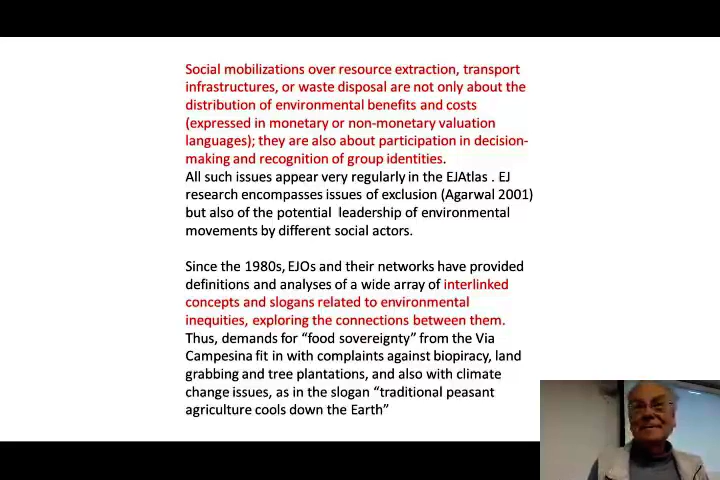 Social mobilizations over resource extraction, transport
infrastructures, or waste disposal are not only about the
distribution of environmental benefits and costs
(expressed in monetary or non-monetary valuation
languages); they are also about participation in decision-
making and recognition of group identities.
All such issues appear very regularly in the EJAtlas . EJ
research encompasses issues of exclusion (Agarwal 2001)
but also of the potential leadership of environmental
movements by different social actors.
Since the 1980s, EJOs and their networks have provided
definitions and analyses of a wide array of interlinked
concepts and slogans related to environmental
inequities, exploring the connections between them.
Thus, demands for “food sovereignty” from the Via
Campesina fit in with complaints against biopiracy, land
grabbing and tree plantations, and also with climate
change issues, as in the slogan “traditional peasant
agriculture cools down the Earth”